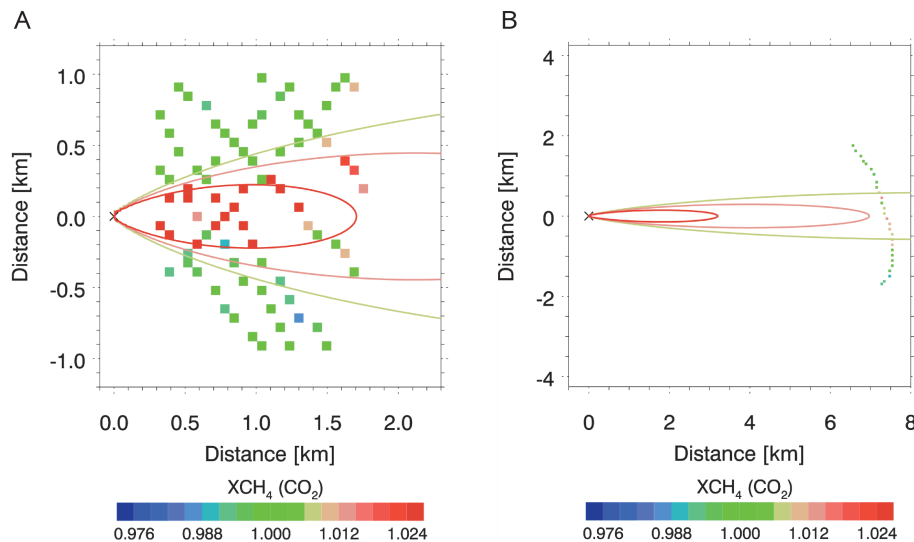 A
1.0
0.5
0.0
-0.5
-1.0
Distance [km]
0.0 0.5 1.0 1.5 2.0
Distance [km]
XCH₄ (CO₂)
0.976 0.988 1.000 1.012 1.024
B
4
2
0
-2
-4
Distance [km]
0 2 4 6 8
Distance [km]
XCH₄ (CO₂)
0.976 0.988 1.000 1.012 1.024